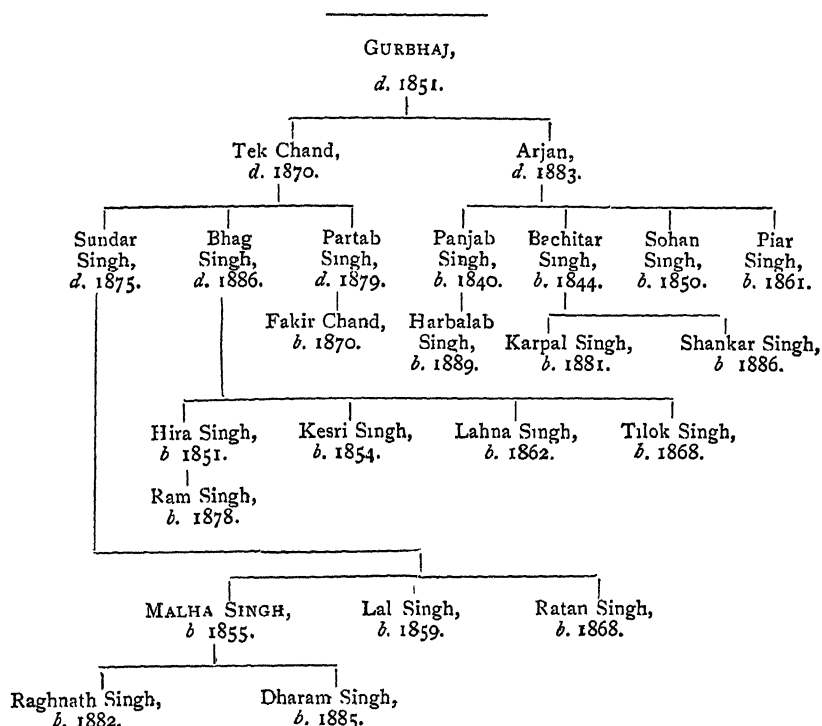 GURBHAJ,
d. 1851.
Tek Chand,
d. 1870.
Arjan,
d. 1883.
Sundar
Singh,
d. 1875.
Bhag
Singh,
d. 1886.
Partab
Singh,
d. 1879.
Panjab
Singh,
b. 1840.
Bachitar
Singh,
b. 1844.
Sohan
Singh,
b. 1850.
Piar
Singh,
b. 1861.
Fakir Chand,
b. 1870.
Harbalab
Singh,
b. 1889.
Karpal Singh,
b. 1881.
Shankar Singh,
b 1886.
Hira Singh,
b 1851.
Kesri Singh,
b. 1854.
Lahna Singh,
b. 1862.
Tilok Singh,
b. 1868.
Ram Singh,
b. 1878.
MALHA SINGH,
b 1855.
Lal Singh,
b. 1859.
Ratan Singh,
b. 1868.
Raghnath Singh,
b. 1882.
Dharam Singh,
b. 1885.